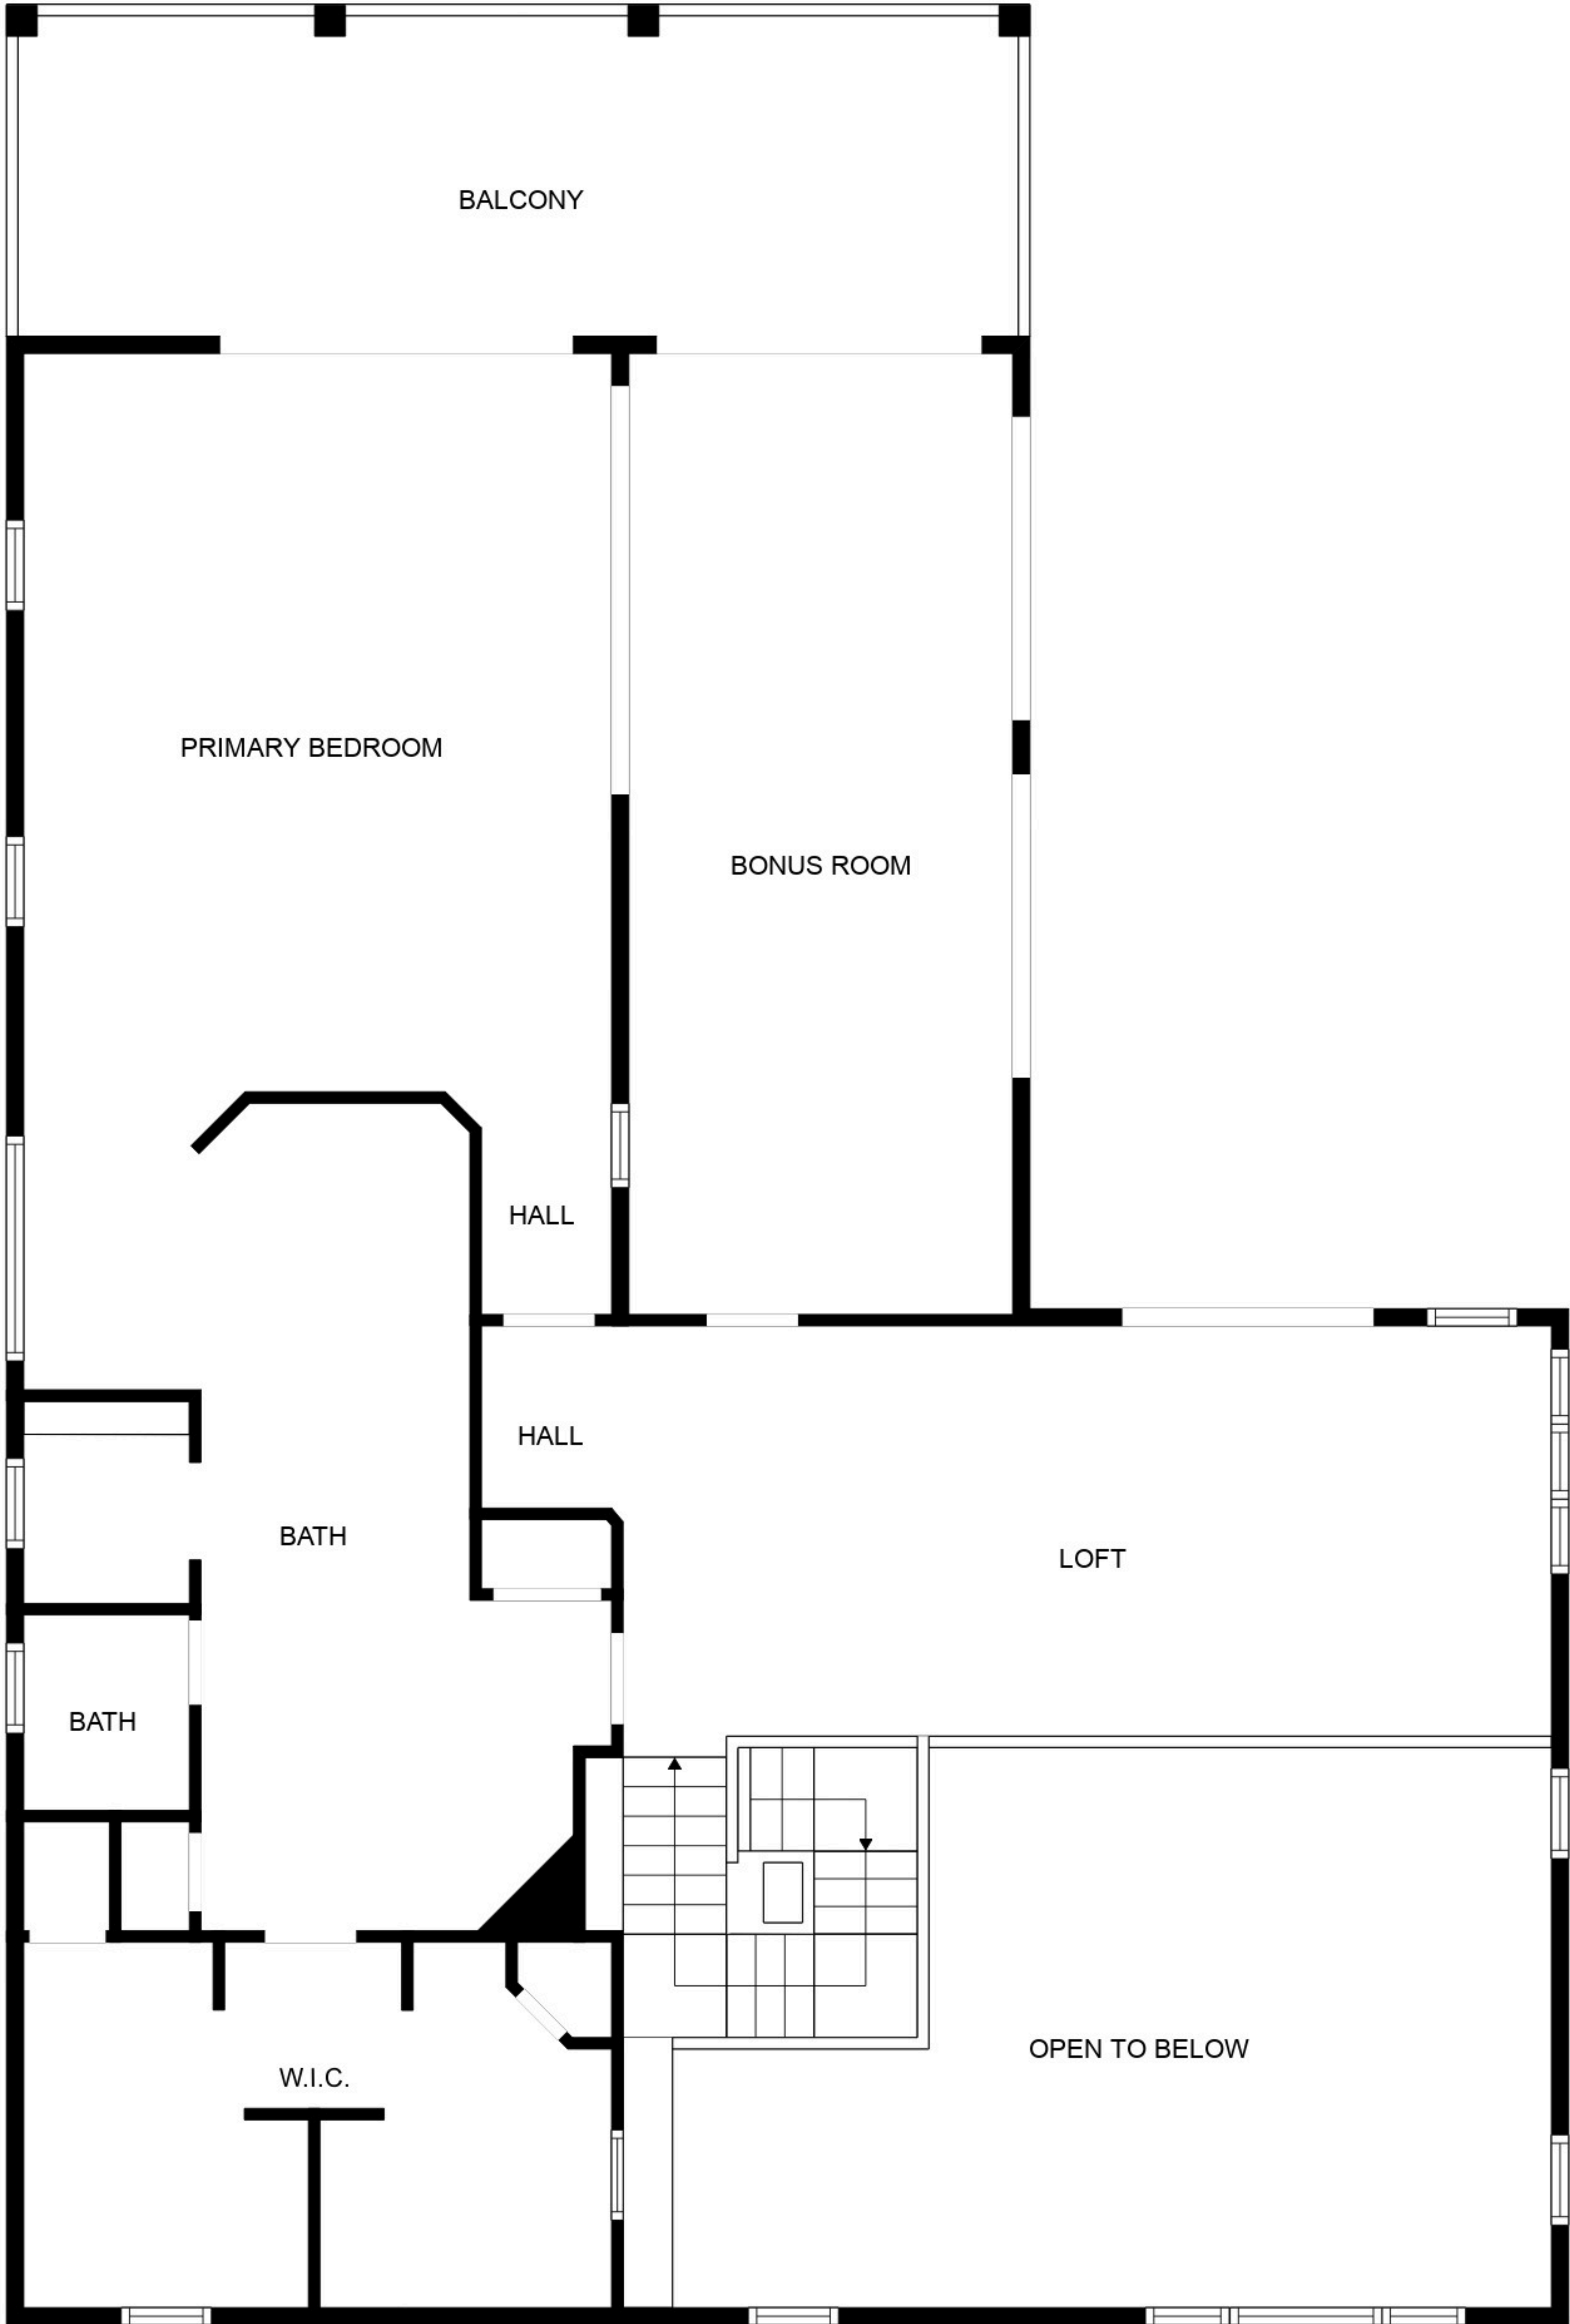 BALCONY
PRIMARY BEDROOM
BONUS ROOM
HALL
HALL
BATH
LOFT
BATH
OPEN TO BELOW
W.I.C.